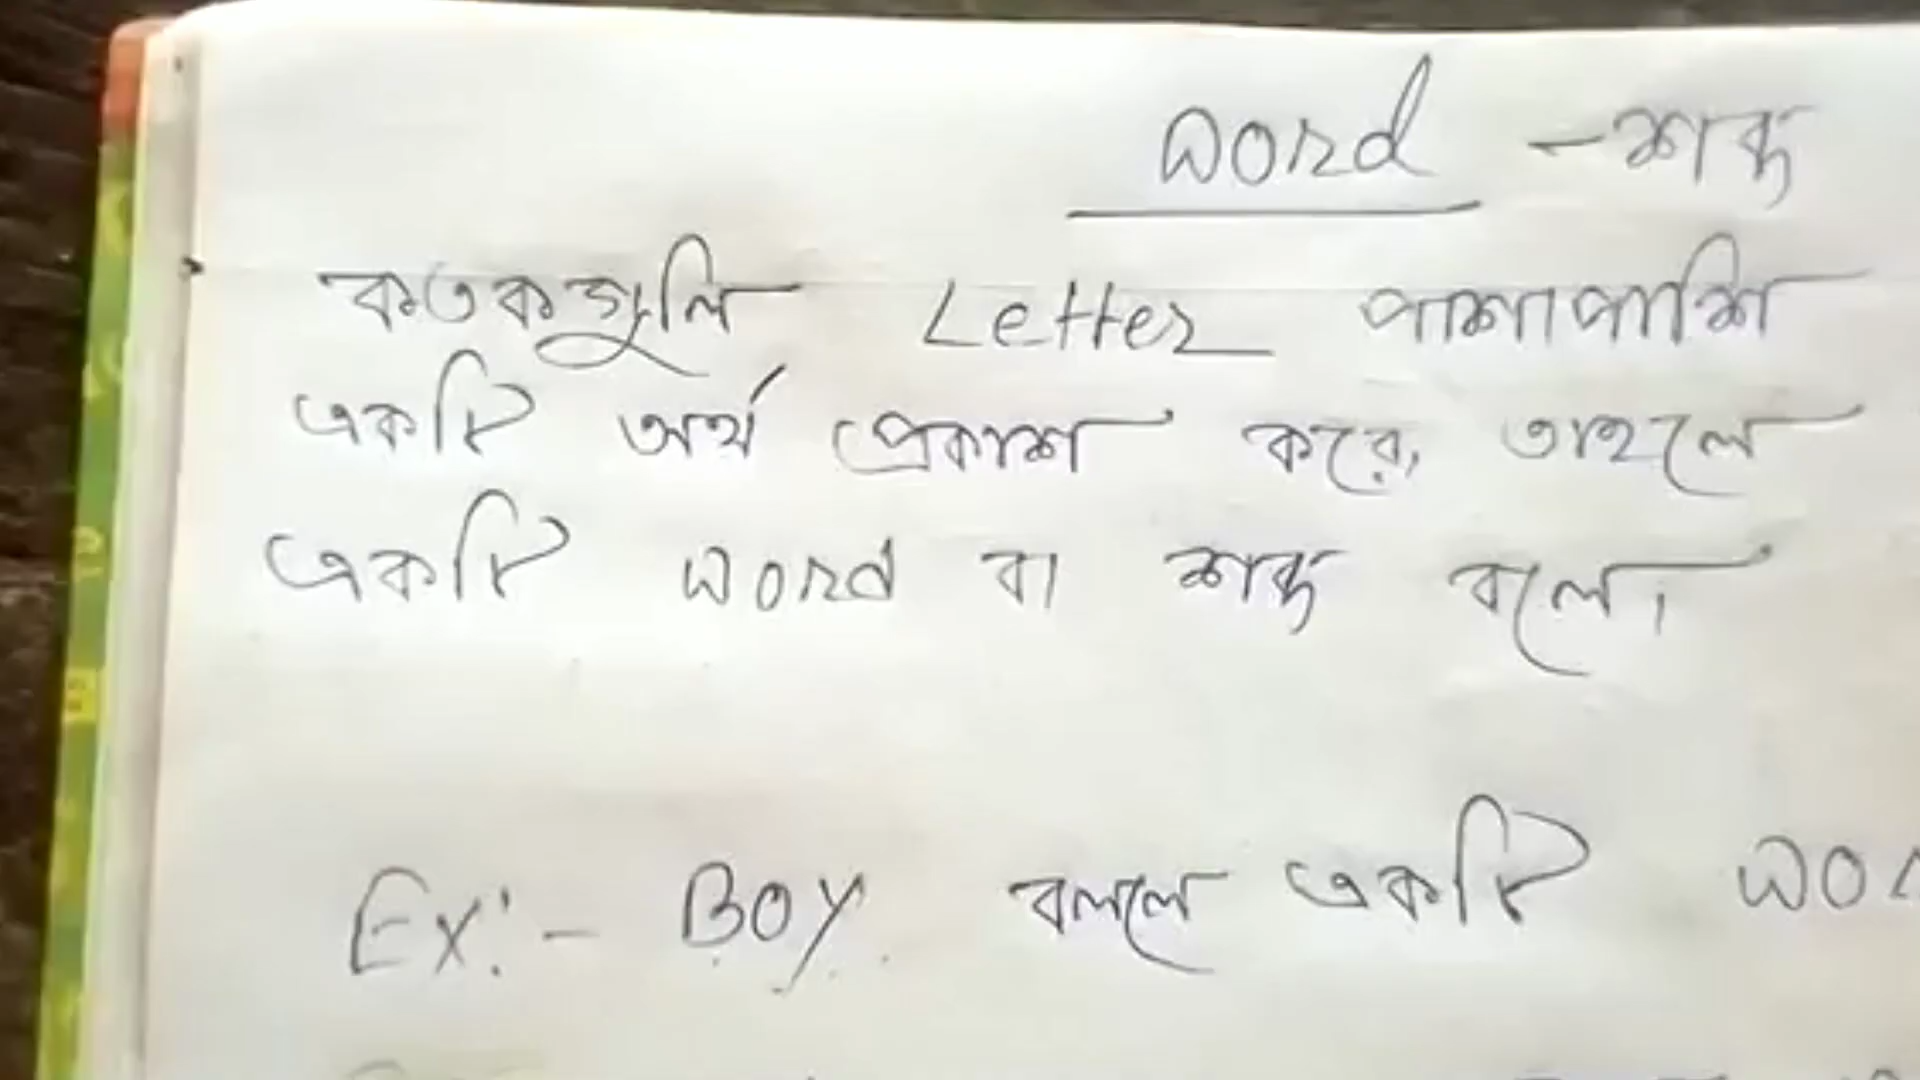 Word - শব্দ
কতকগুলি Letter পাশাপাশি
একটি অর্থ প্রকাশ করে, তাহলে
একটি word বা শব্দ বলে।
Ex:- Boy বললে একটি